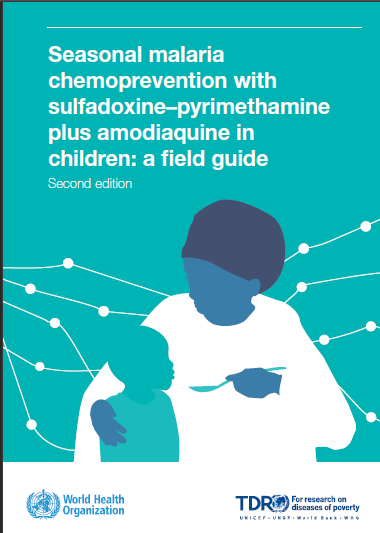 Seasonal malaria
chemoprevention with
sulfadoxine–pyrimethamine
plus amodiaquine in
children: a field guide
Second edition
World Health
Organization
TDR
For research on
diseases of poverty
UNICEF • UNDP • World Bank • WHO